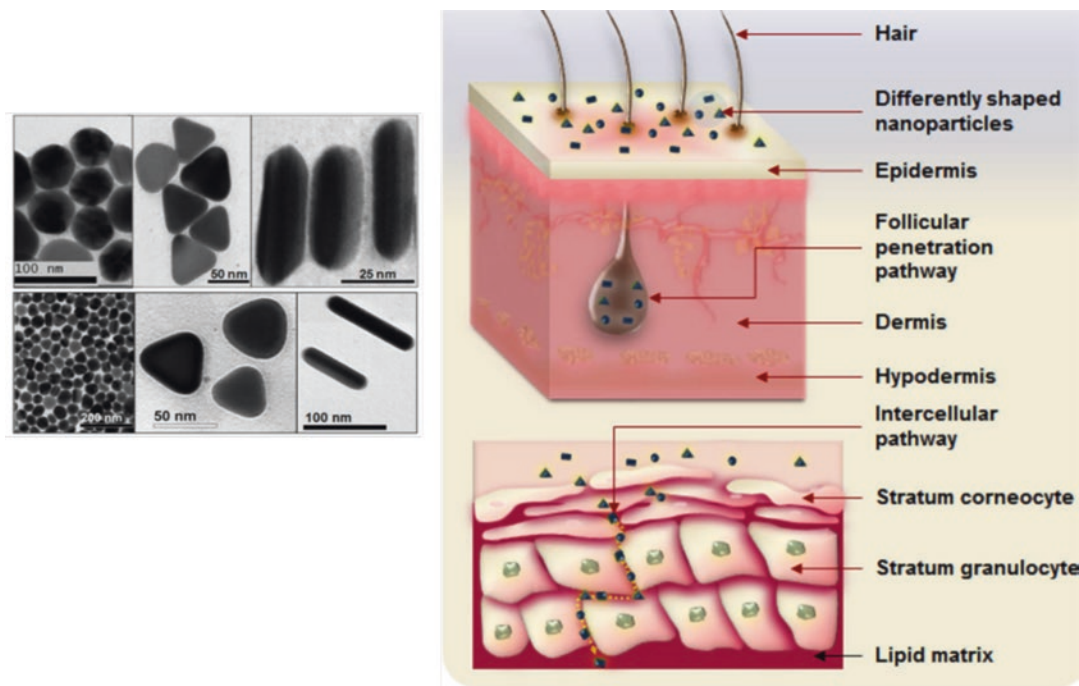 100 nm
50 nm
25 nm
200 nm
50 nm
100 nm
Hair
Differently shaped
nanoparticles
Epidermis
Follicular
penetration
pathway
Dermis
Hypodermis
Intercellular
pathway
Stratum corneocyte
Stratum granulocyte
Lipid matrix